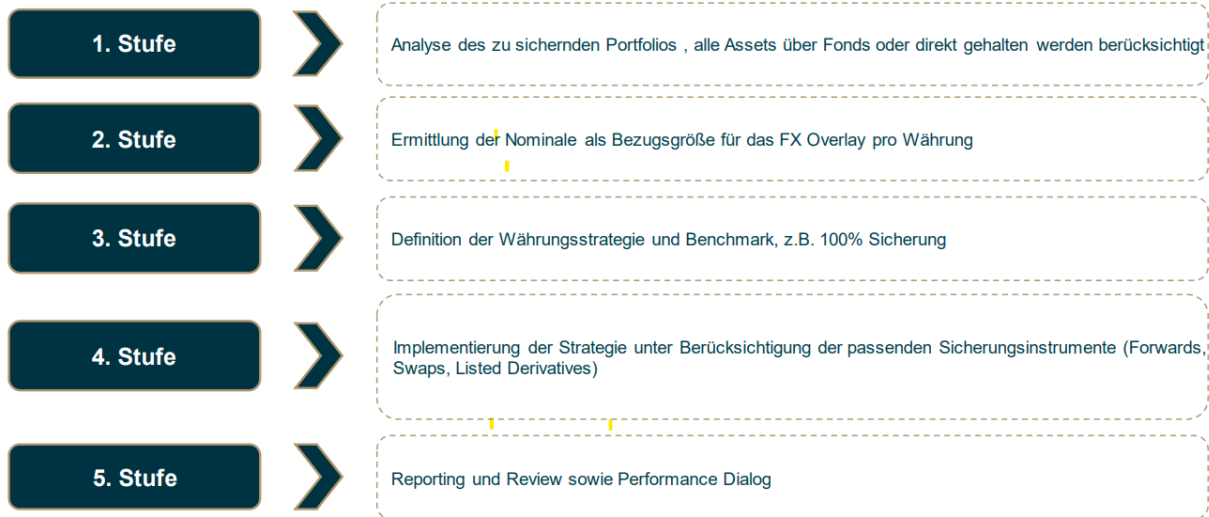 1. Stufe
Analyse des zu sichernden Portfolios , alle Assets über Fonds oder direkt gehalten werden berücksichtigt
2. Stufe
Ermittlung der Nominale als Bezugsgröße für das FX Overlay pro Währung
3. Stufe
Definition der Währungsstrategie und Benchmark, z.B. 100% Sicherung
4. Stufe
Implementierung der Strategie unter Berücksichtigung der passenden Sicherungsinstrumente (Forwards,
Swaps, Listed Derivatives)
5. Stufe
Reporting und Review sowie Performance Dialog